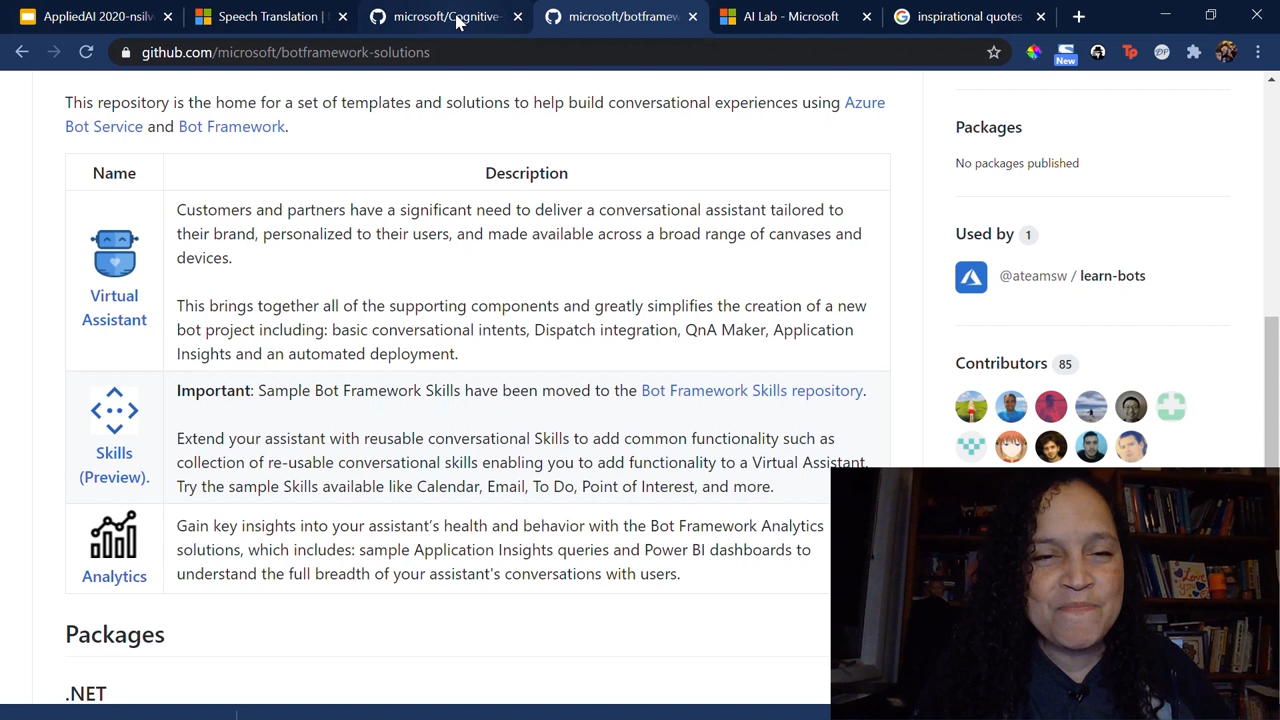 AppliedAI 2020-nsilv
Speech Translation |
microsoft/Cognitive-
microsoft/botframew
AI Lab - Microsoft
inspirational quotes
github.com/microsoft/botframework-solutions
Tp
DF
New
This repository is the home for a set of templates and solutions to help build conversational experiences using Azure
Bot Service and Bot Framework.
Name
Description
Virtual
Assistant
Customers and partners have a significant need to deliver a conversational assistant tailored to
their brand, personalized to their users, and made available across a broad range of canvases and
devices.
This brings together all of the supporting components and greatly simplifies the creation of a new
bot project including: basic conversational intents, Dispatch integration, QnA Maker, Application
Insights and an automated deployment.
Skills
(Preview).
Important: Sample Bot Framework Skills have been moved to the Bot Framework Skills repository.
Extend your assistant with reusable conversational Skills to add common functionality such as
collection of re-usable conversational skills enabling you to add functionality to a Virtual Assistant.
Try the sample Skills available like Calendar, Email, To Do, Point of Interest, and more.
Analytics
Gain key insights into your assistant's health and behavior with the Bot Framework Analytics
solutions, which includes: sample Application Insights queries and Power BI dashboards to
understand the full breadth of your assistant's conversations with users.
Packages
.NET
Packages
No packages published
Used by 1
@ateamsw / learn-bots
Contributors 85